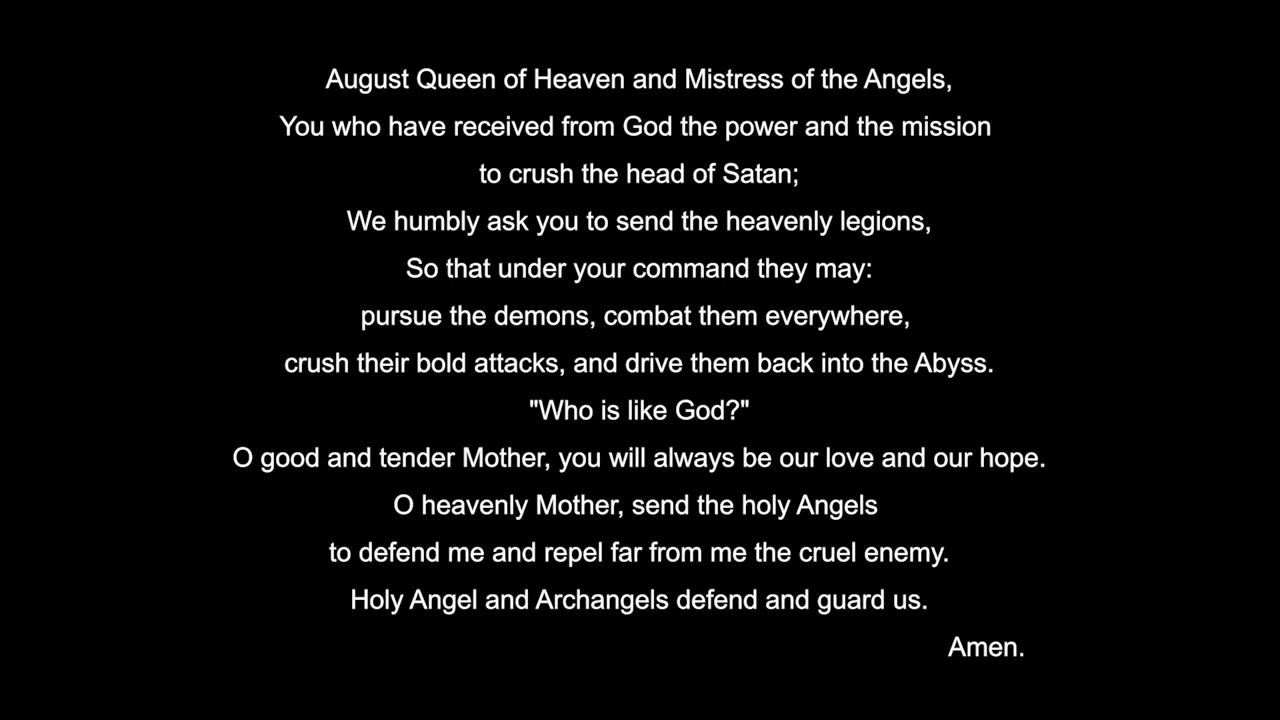 August Queen of Heaven and Mistress of the Angels,
You who have received from God the power and the mission
to crush the head of Satan;
We humbly ask you to send the heavenly legions,
So that under your command they may:
pursue the demons, combat them everywhere,
crush their bold attacks, and drive them back into the Abyss.
"Who is like God?"
O good and tender Mother, you will always be our love and our hope.
O heavenly Mother, send the holy Angels
to defend me and repel far from me the cruel enemy.
Holy Angel and Archangels defend and guard us.
Amen.